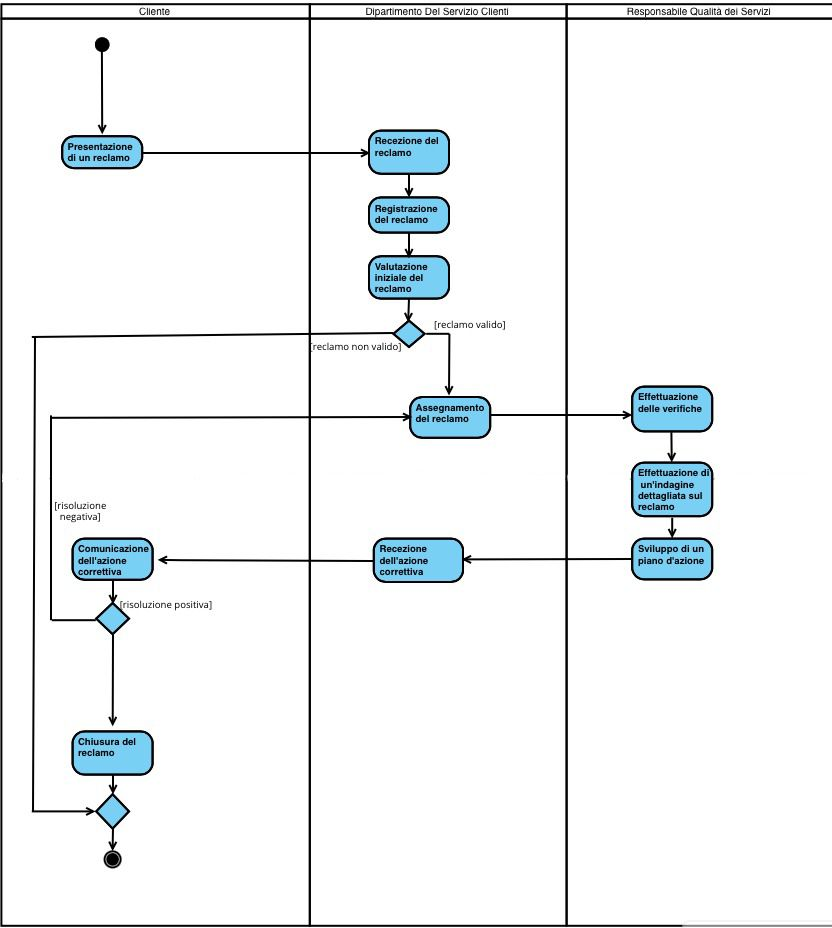 Cliente
Dipartimento Del Servizio Clienti
Responsabile Qualità dei Servizi
Presentazione
di un reclamo
Recezione del
reclamo
Registrazione
del reclamo
Valutazione
iniziale del
reclamo
[reclamo valido]
[reclamo non valido]
Assegnamento
del reclamo
Effettuazione
delle verifiche
Effettuazione di
un'indagine
dettagliata sul
reclamo
[risoluzione
negativa]
Comunicazione
dell'azione
correttiva
Recezione
dell'azione
correttiva
Sviluppo di un
piano d'azione
[risoluzione positiva]
Chiusura del
reclamo